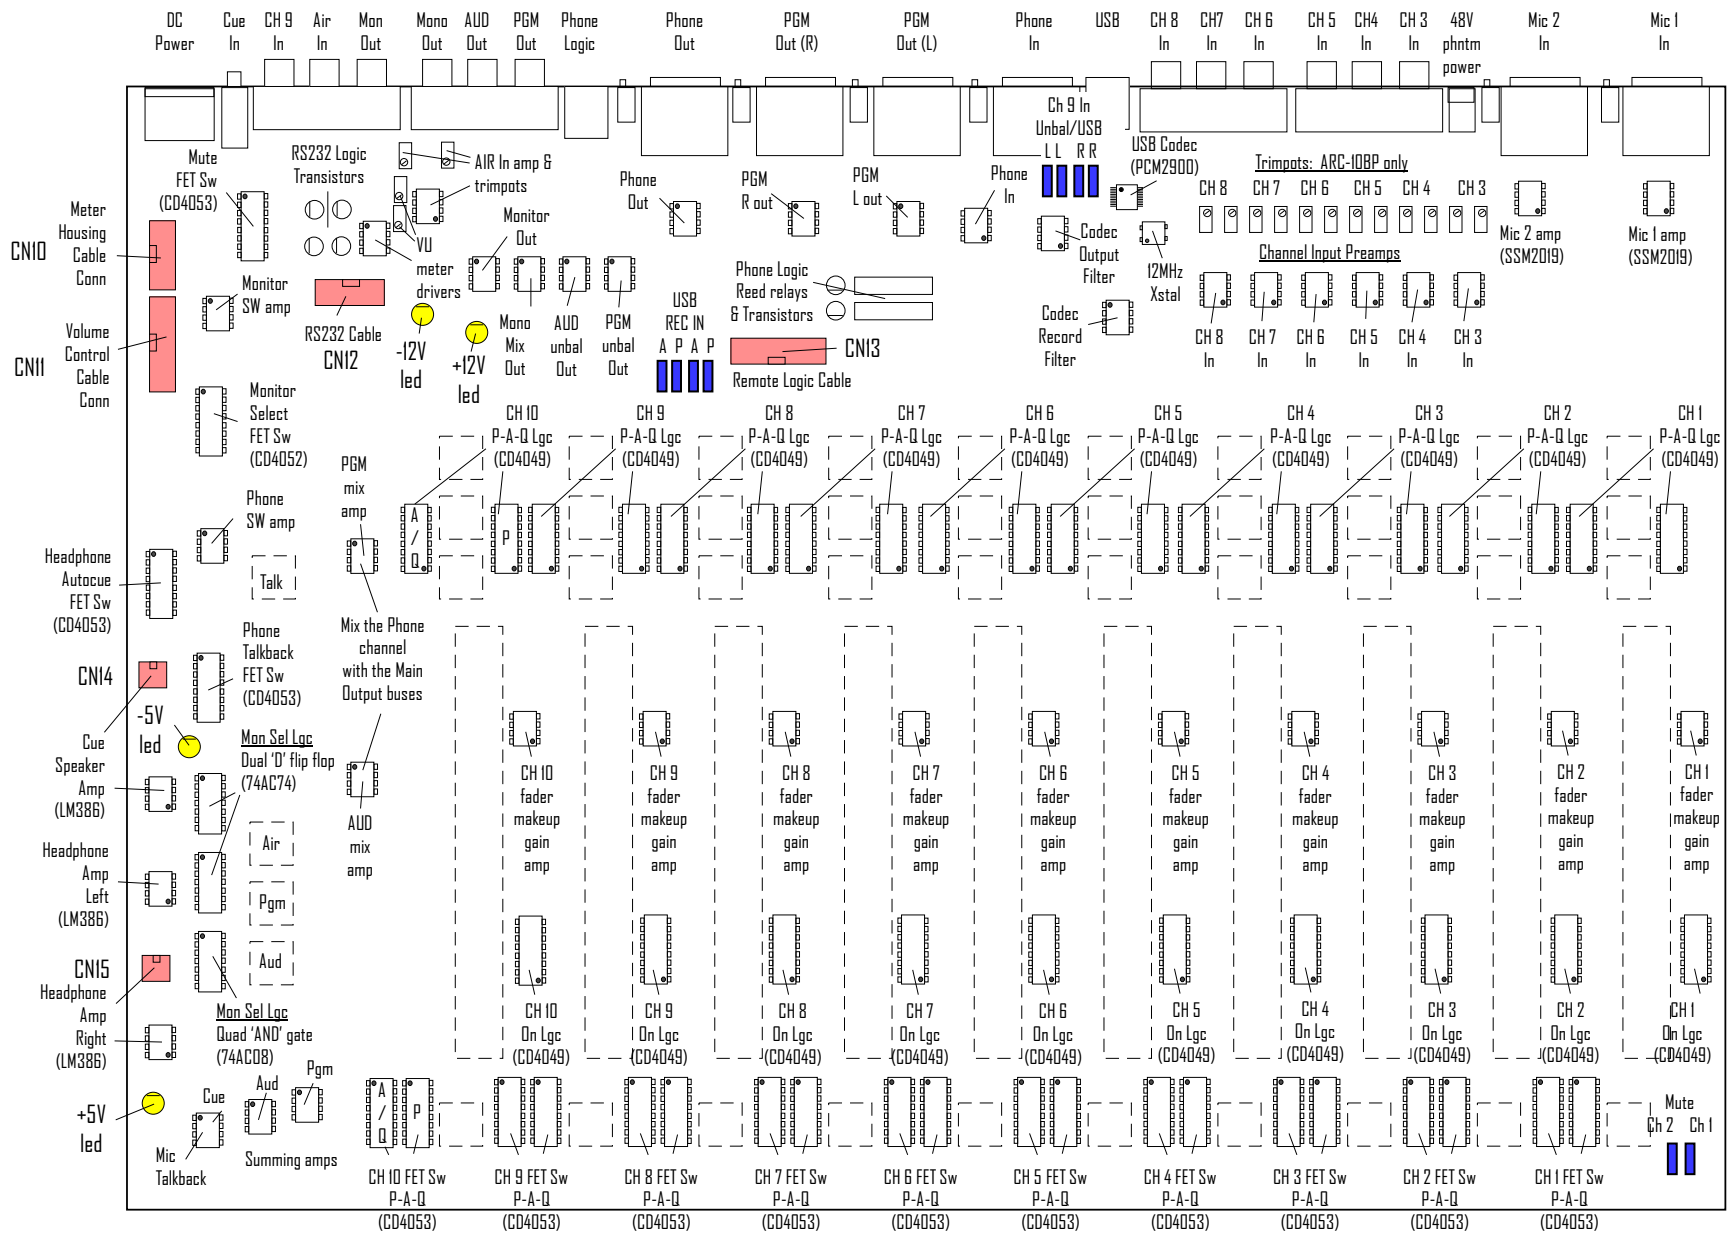 DC
Power
Cue
In
CH 9
In
Air
In
Mon
Out
Mono
Out
AUD
Out
PGM
Out
Phone
Logic
Phone
Out
PGM
Out (R)
PGM
Out (L)
Phone
In
USB
CH 8
In
CH7
In
CH 6
In
CH 5
In
CH4
In
CH 3
In
48V
phntm
power
Mic 2
In
Mic 1
In
Mute
FET Sw
(CD4053)
RS232 Logic
Transistors
AIR In amp &
trimpots
VU
meter
drivers
Monitor
Out
Phone
Out
PGM
R out
PGM
L out
Phone
In
Ch 9 In
Unbal/USB
L L R R
USB Codec
(PCM2900)
Trimpots: ARC-10BP only
CH 8
CH 7
CH 6
CH 5
CH 4
CH 3
Mic 2 amp
(SSM2019)
Mic 1 amp
(SSM2019)
CN10
Meter
Housing
Cable
Conn
CN11
Volume
Control
Cable
Conn
Monitor
SW amp
RS232 Cable
CN12
-12V
led
+12V
led
Mono
Mix
Out
AUD
unbal
Out
PGM
unbal
Out
USB
REC IN
A P A P
Phone Logic
Reed relays
& Transistors
CN13
Remote Logic Cable
Codec
Output
Filter
12MHz
Xstal
Codec
Record
Filter
Channel Input Preamps
CH 8
In
CH 7
In
CH 6
In
CH 5
In
CH 4
In
CH 3
In
Monitor
Select
FET Sw
(CD4052)
CH 10
P-A-Q Lgc
(CD4049)
CH 9
P-A-Q Lgc
(CD4049)
CH 8
P-A-Q Lgc
(CD4049)
CH 7
P-A-Q Lgc
(CD4049)
CH 6
P-A-Q Lgc
(CD4049)
CH 5
P-A-Q Lgc
(CD4049)
CH 4
P-A-Q Lgc
(CD4049)
CH 3
P-A-Q Lgc
(CD4049)
CH 2
P-A-Q Lgc
(CD4049)
CH 1
P-A-Q Lgc
(CD4049)
PGM
mix
amp
A
/
Q
P
Phone
SW amp
Talk
Headphone
Autocue
FET Sw
(CD4053)
Mix the Phone
channel
with the Main
Output buses
Phone
Talkback
FET Sw
(CD4053)
CN14
-5V
led
Cue
Speaker
Amp
(LM386)
Mon Sel Lgc
Dual ‘D’ flip flop
(74AC74)
AUD
mix
amp
Air
Pgm
Aud
Headphone
Amp
Left
(LM386)
CN15
Headphone
Amp
Right
(LM386)
Mon Sel Lgc
Quad ‘AND’ gate
(74AC08)
CH 10
fader
makeup
gain
amp
CH 9
fader
makeup
gain
amp
CH 8
fader
makeup
gain
amp
CH 7
fader
makeup
gain
amp
CH 6
fader
makeup
gain
amp
CH 5
fader
makeup
gain
amp
CH 4
fader
makeup
gain
amp
CH 3
fader
makeup
gain
amp
CH 2
fader
makeup
gain
amp
CH 1
fader
makeup
gain
amp
CH 10
On Lgc
(CD4049)
CH 9
On Lgc
(CD4049)
CH 8
On Lgc
(CD4049)
CH 7
On Lgc
(CD4049)
CH 6
On Lgc
(CD4049)
CH 5
On Lgc
(CD4049)
CH 4
On Lgc
(CD4049)
CH 3
On Lgc
(CD4049)
CH 2
On Lgc
(CD4049)
CH 1
On Lgc
(CD4049)
+5V
led
Cue
Aud
Pgm
Mic
Talkback
Summing amps
A
/
Q
P
Mute
Ch 2 Ch 1
CH 10 FET Sw
P-A-Q
(CD4053)
CH 9 FET Sw
P-A-Q
(CD4053)
CH 8 FET Sw
P-A-Q
(CD4053)
CH 7 FET Sw
P-A-Q
(CD4053)
CH 6 FET Sw
P-A-Q
(CD4053)
CH 5 FET Sw
P-A-Q
(CD4053)
CH 4 FET Sw
P-A-Q
(CD4053)
CH 3 FET Sw
P-A-Q
(CD4053)
CH 2 FET Sw
P-A-Q
(CD4053)
CH 1 FET Sw
P-A-Q
(CD4053)